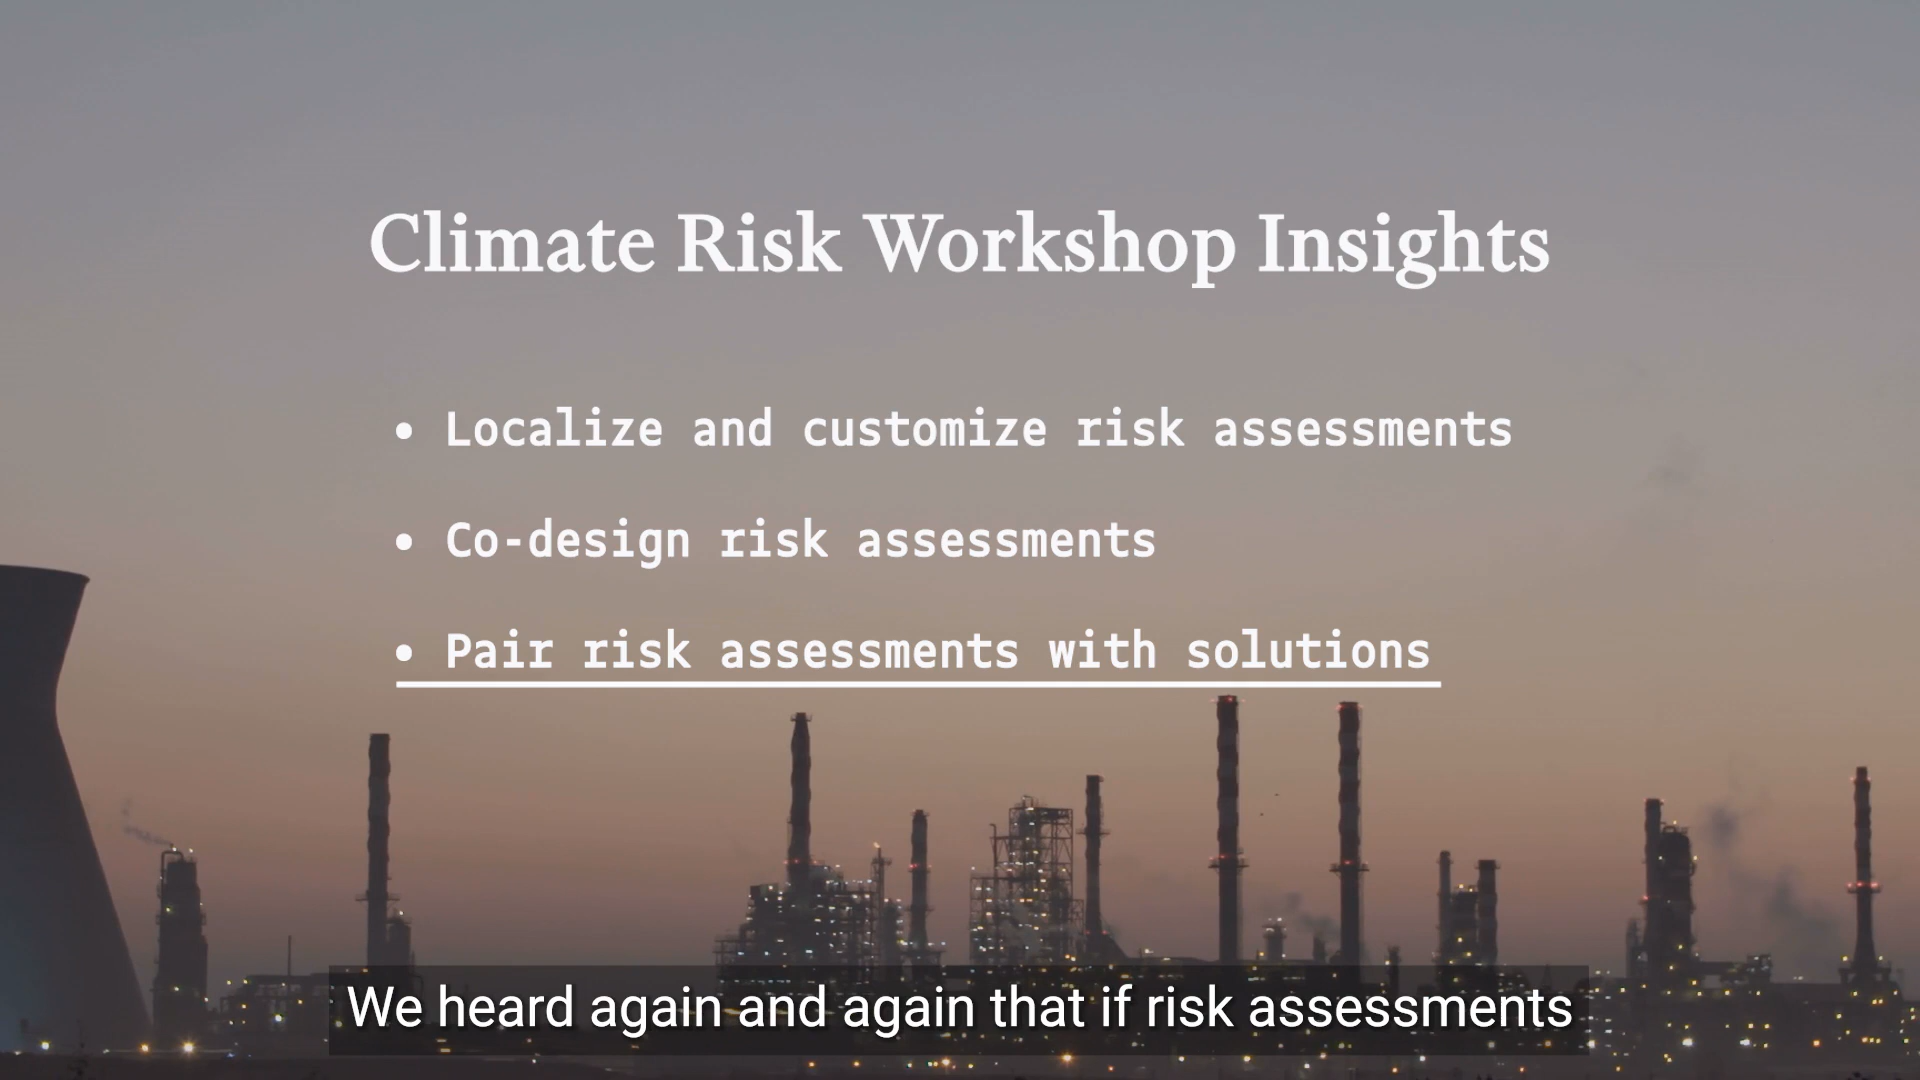 Climate Risk Workshop Insights
• Localize and customize risk assessments
• Co-design risk assessments
• Pair risk assessments with solutions
We heard again and again that if risk assessments